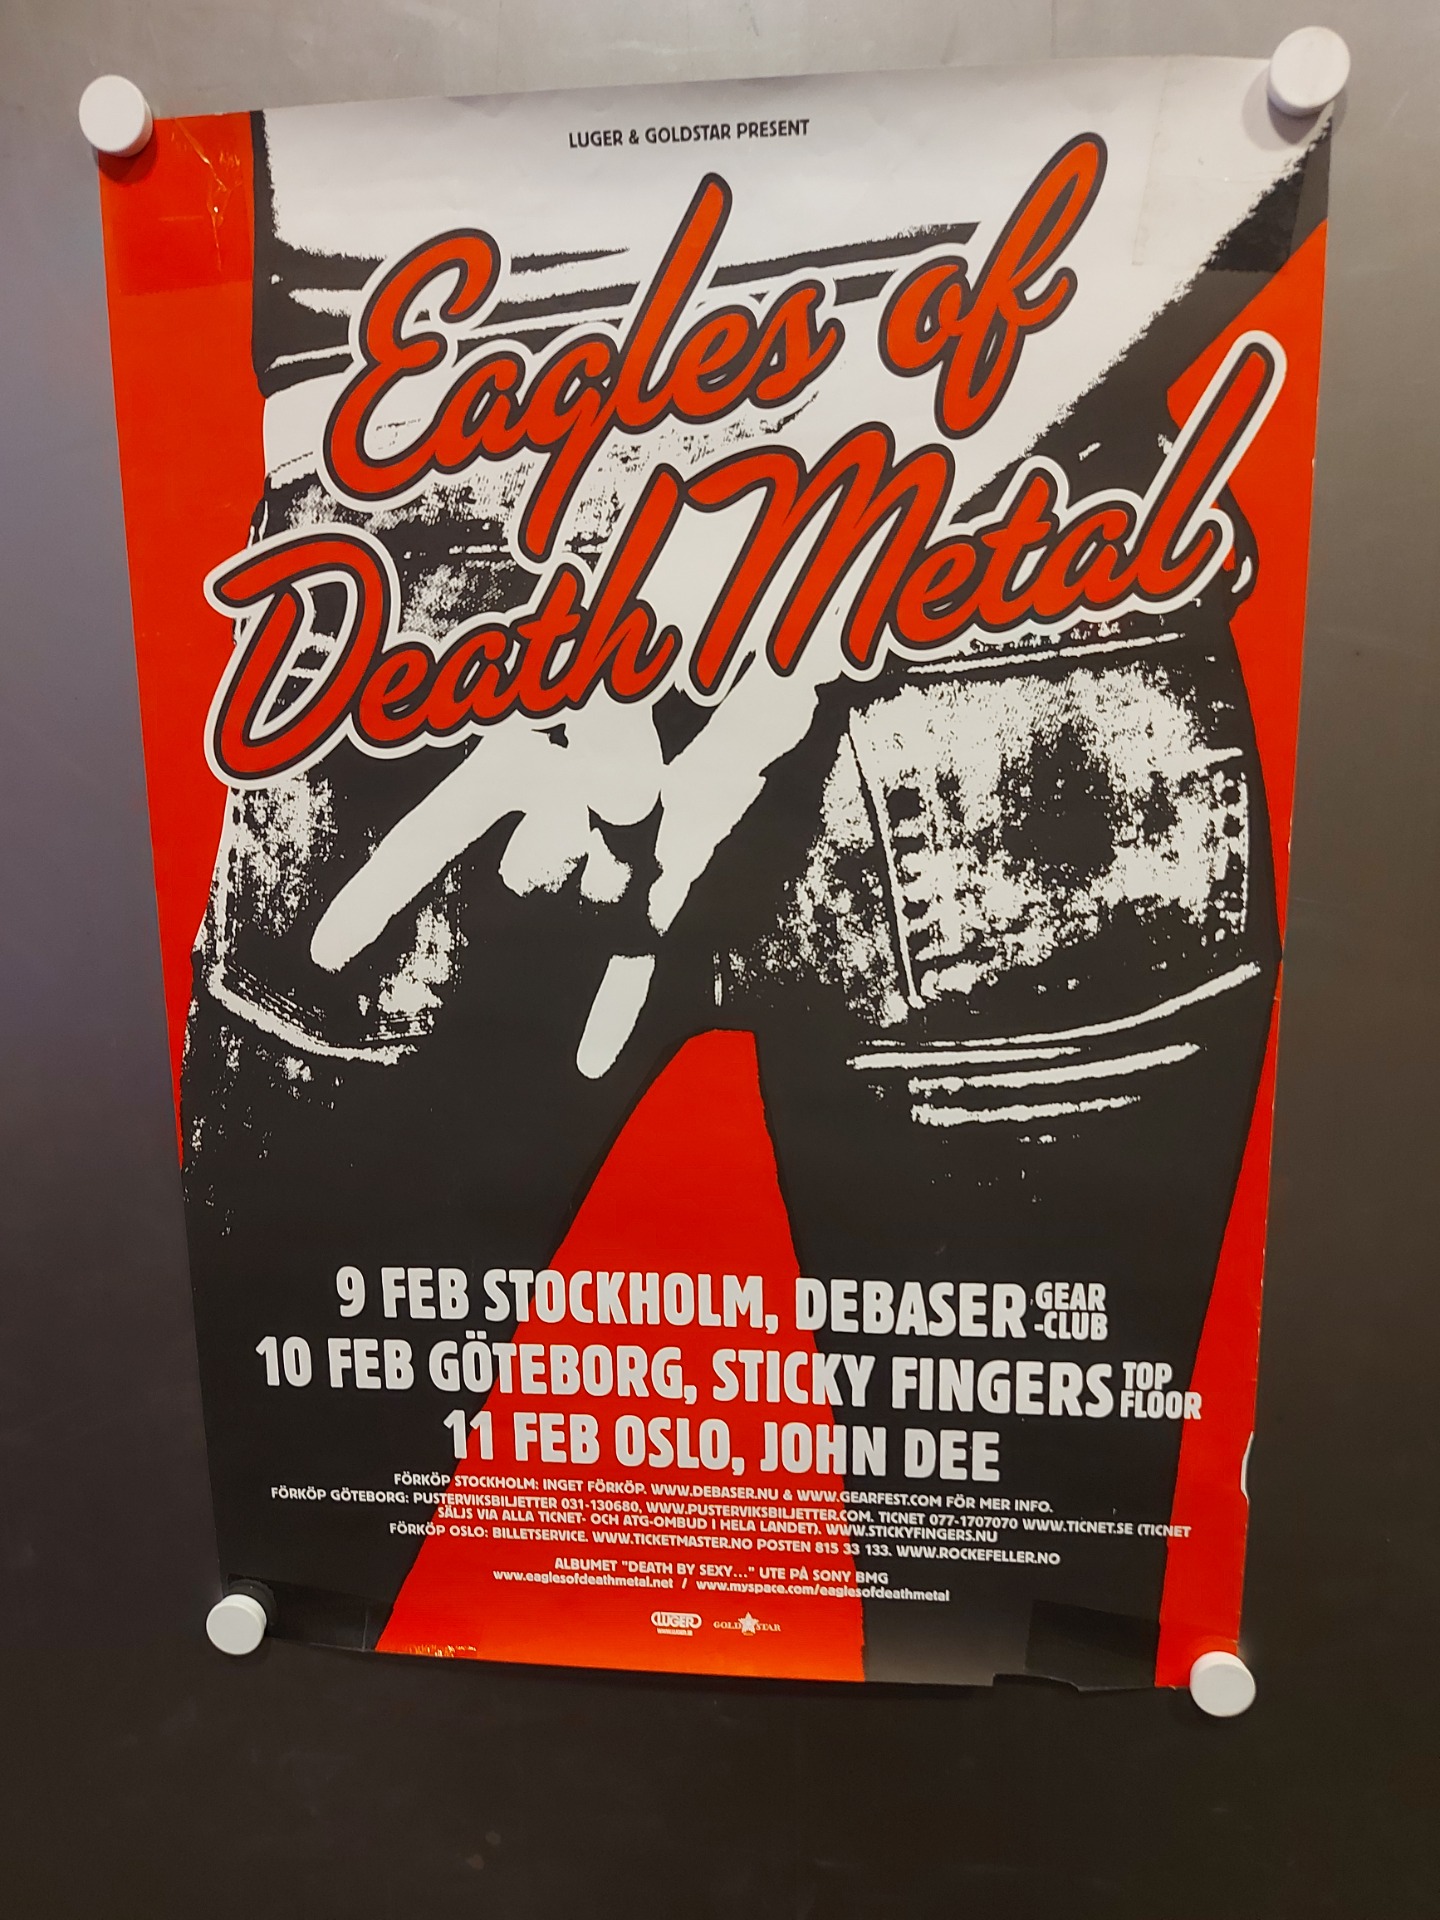 LUGER & GOLDSTAR PRESENT
Eagles of
Death Metal
9 FEB STOCKHOLM, DEBASER GEAR
-CLUB
10 FEB GÖTEBORG, STICKY FINGERS TOP
FLOOR
11 FEB OSLO, JOHN DEE
FÖRKÖP STOCKHOLM: INGET FÖRKÖP. WWW.DEBASER.NU & WWW.GEARFEST.COM FÖR MER INFO.
FÖRKÖP GÖTEBORG: PUSTERVIKSBILJETTER 031-130680, WWW.PUSTERVIKSBILJETTER.COM. TICNET 077-1707070 WWW.TICNET.SE (TICNET
SÄLJS VIA ALLA TICNET- OCH ATG-OMBUD I HELA LANDET). WWW.STICKYFINGERS.NU
FÖRKÖP OSLO: BILLETSERVICE. WWW.TICKETMASTER.NO POSTEN 815 33 133. WWW.ROCKEFELLER.NO
ALBUMET "DEATH BY SEXY..." UTE PÅ SONY BMG
www.eaglesofdeathmetal.net / www.myspace.com/eaglesofdeathmetal
LUGER GOLD STAR